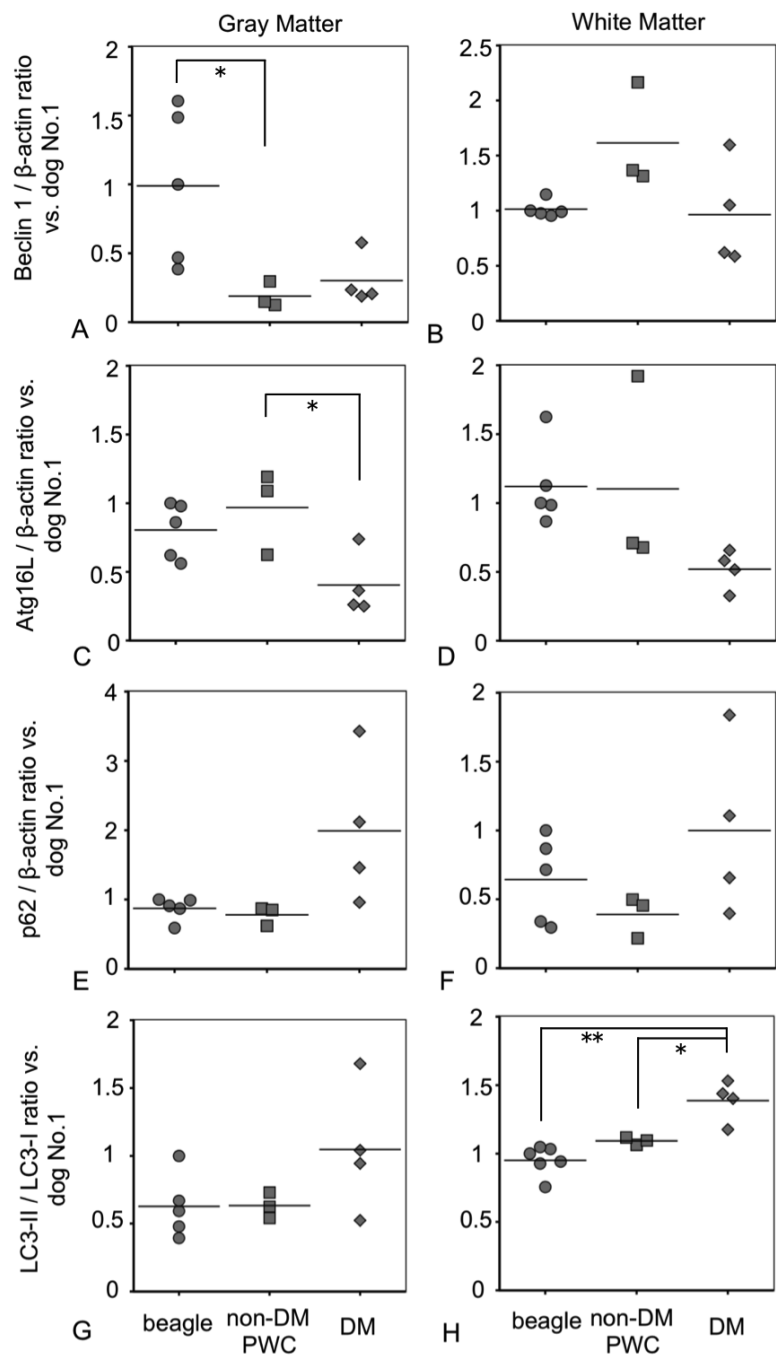 Gray Matter
White Matter
Beclin 1 / β-actin ratio
vs. dog No.1
2
1.5
1
0.5
0
*
A
2.5
2
1.5
1
0.5
0
B
Atg16L / β-actin ratio vs.
dog No.1
2
1.5
1
0.5
0
*
C
2
1.5
1
0.5
0
D
p62 / β-actin ratio vs.
dog No.1
4
3
2
1
0
E
2
1.5
1
0.5
0
F
LC3-II / LC3-I ratio vs.
dog No.1
2
1.5
1
0.5
0
G
beagle
non-DM
PWC
DM
2
1.5
1
0.5
0
**
*
H
beagle
non-DM
PWC
DM